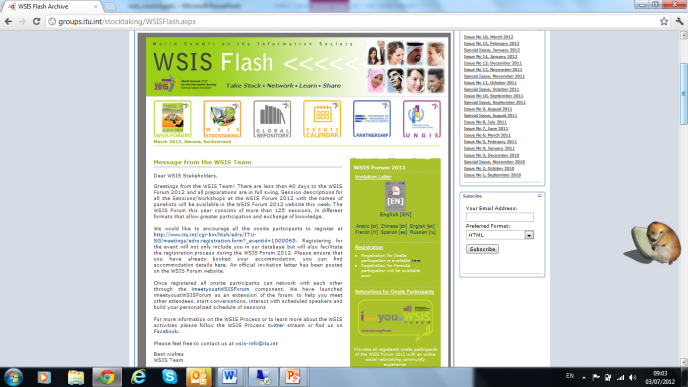 WSIS Flash Archive
groups.itu.int/stocktaking/WSISFlash.aspx
World Summit on the Information Society
WSIS Flash <<<<<
2015
Take Stock • Network • Learn • Share
WSIS FORUM
WSIS STOCKTAKING
GLOBAL REPOSITORY
EVENTS CALENDAR
PARTNERSHIP
UNGIS
March 2012, Geneva, Switzerland
Message from the WSIS Team
Dear WSIS Stakeholders,
Greetings from the WSIS Team! There are less than 40 days to the WSIS
Forum 2012 and all preparations are in full swing. Session descriptions for
all the Sessions/Workshops at the WSIS Forum 2012 with the names of
panelists will be available in the WSIS Forum 2012 website this week. The
WSIS Forum this year consists of more than 125 sessions, in different
formats that allow greater participation and exchange of knowledge.
We would like to encourage all the onsite participants to register at
http://www.itu.int/cgi-bin/htsh/edrs/ITU-
SG/meetings/edrs.registration.form?_eventid=1000063. Registering for
the event will not only include you in our database but will also facilitate
the registration process during the WSIS Forum 2012. Please ensure that
you have already booked your accommodation, you can find
accommodation details here. An official invitation letter has been posted
on the WSIS Forum website.
Once registered all onsite participants can network with each other
through the imeetyouatWSISForum component. We have launched
imeetyouatWSISForum as an extension of the forum, to help you meet
other attendees, start conversations, interact with scheduled speakers and
build your personalized schedule of sessions
For more information on the WSIS Process or to learn more about the WSIS
activities please follow the WSIS Process twitter stream or find us on
Facebook.
Please feel free to contact us at wsis-info@itu.int
Best wishes
WSIS Team
WSIS Forum 2012
Invitation Letter
[EN]
English [EN]
Arabic [ar] Chinese [zh] English [en]
French [fr] Spanish [es] Russian [ru]
Registration
• Registration for Onsite
participation is available here
• Registration for Remote
participation will be available
soon
Networking for Onsite Participants
i meet you at WSIS FORUM
Provides all registered onsite participants
of the WSIS Forum 2012 with an online
social networking community
experience.
Issue No 16, March 2012
Issue No 15, February 2012
Special Issue, January 2012
Issue No 14, January 2012
Issue No 13, December 2011
Issue No 12, November 2011
Special Issue, November 2011
Issue No 11, October 2011
Special Issue, October 2011
Issue No 10, September 2011
Special Issue, September 2011
Issue No 9, August 2011
Special Issue, August 2011
Issue No 8, July 2011
Issue No 7, June 2011
Issue No 6, March 2011
Issue No 5, February 2011
Issue No 4, January 2011
Issue No 3, December 2010
Special Issue, November 2010
Issue No 2, October 2010
Issue No 1, September 2010
Subscribe
Your Email Address:
Preferred Format:
HTML
Subscribe
EN
09:03
03/07/2012